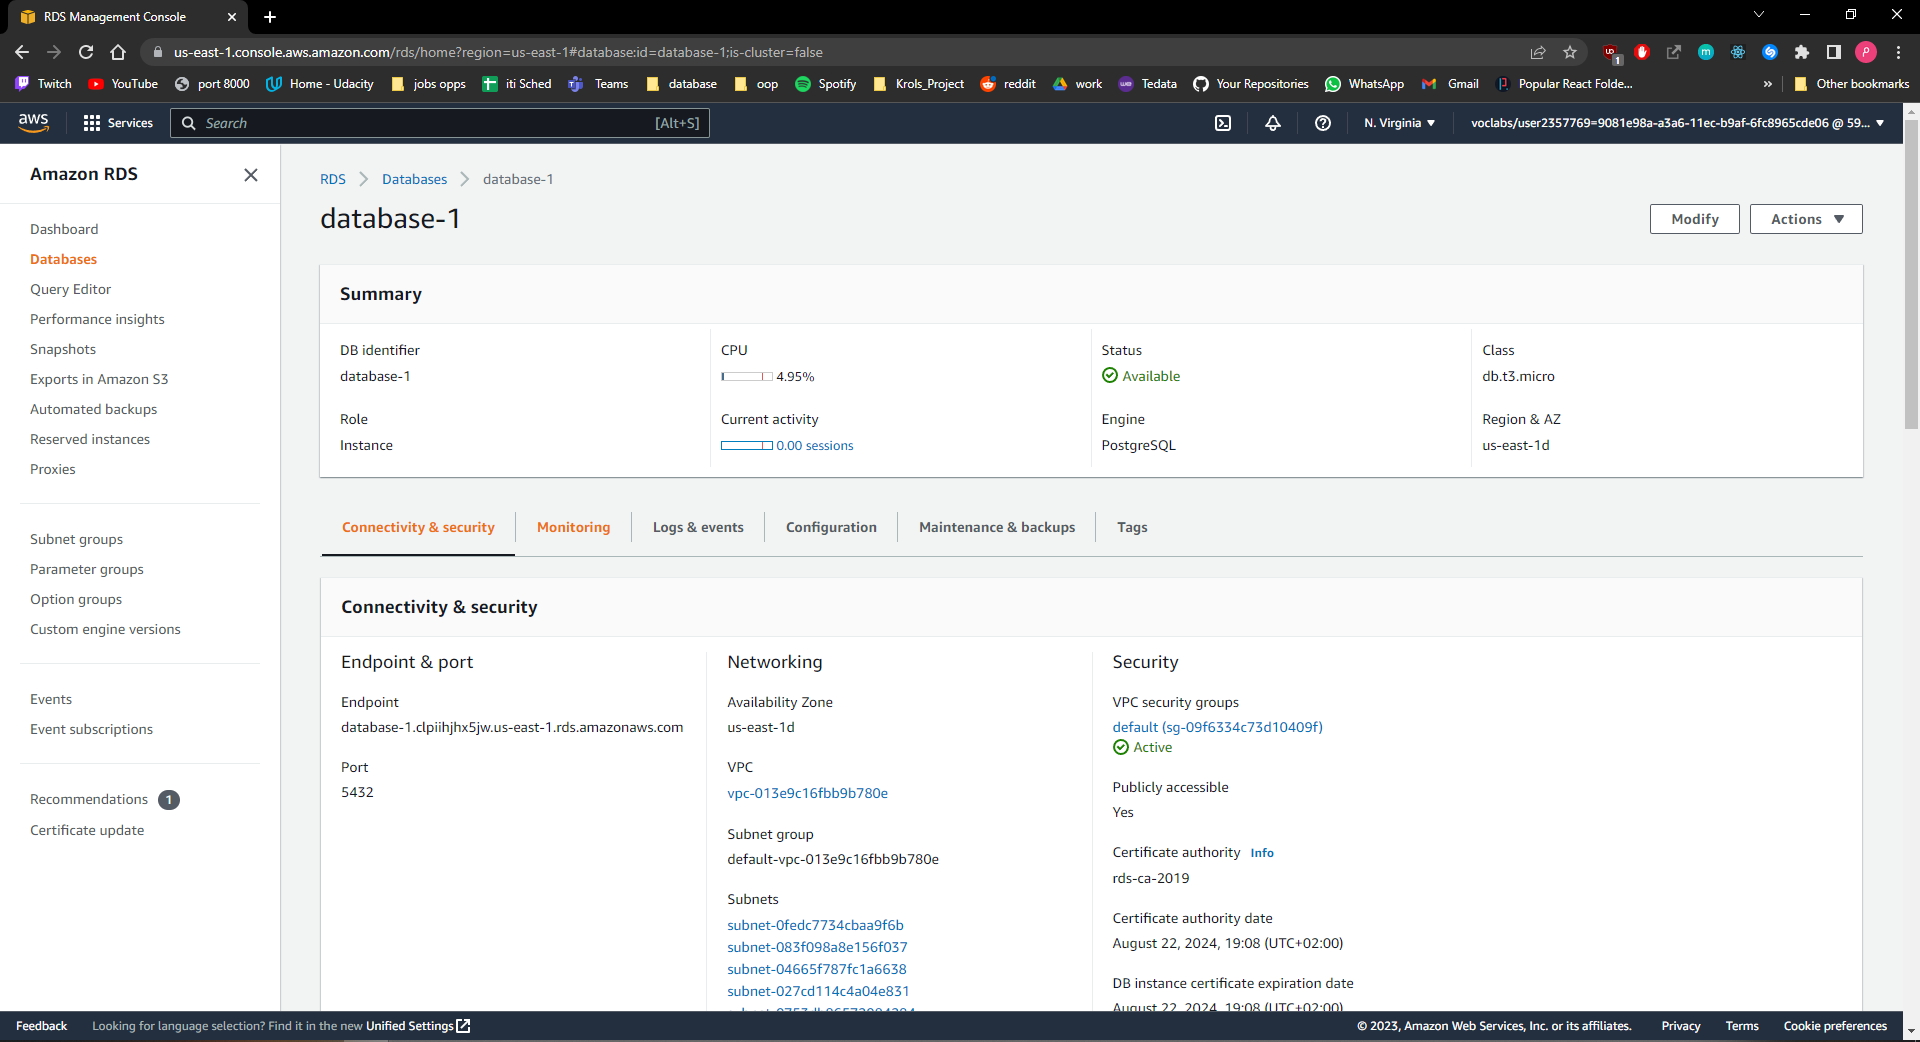 RDS Management Console
us-east-1.console.aws.amazon.com/rds/home?region=us-east-1#database:id=database-1;is-cluster=false
1
P
Twitch YouTube port 8000 Home - Udacity jobs opps iti Sched Teams database oop Spotify Krols_Project reddit work Tedata Your Repositories WhatsApp Gmail Popular React Folde... » Other bookmarks
aws Services Search [Alt+S] N. Virginia voclabs/user2357769=9081e98a-a3a6-11ec-b9af-6fc8965cde06 @ 59...
Amazon RDS
Dashboard
Databases
Query Editor
Performance insights
Snapshots
Exports in Amazon S3
Automated backups
Reserved instances
Proxies
Subnet groups
Parameter groups
Option groups
Custom engine versions
Events
Event subscriptions
Recommendations 1
Certificate update
RDS Databases database-1
database-1
Modify Actions
Summary
DB identifier
database-1
Role
Instance
CPU
4.95%
Current activity
0.00 sessions
Status
Available
Engine
PostgreSQL
Class
db.t3.micro
Region & AZ
us-east-1d
Connectivity & security Monitoring Logs & events Configuration Maintenance & backups Tags
Connectivity & security
Endpoint & port
Endpoint
database-1.clpiihjhx5jw.us-east-1.rds.amazonaws.com
Port
5432
Networking
Availability Zone
us-east-1d
VPC
vpc-013e9c16fbb9b780e
Subnet group
default-vpc-013e9c16fbb9b780e
Subnets
subnet-0fedc7734cbaa9f6b
subnet-083f098a8e156f037
subnet-04665f787fc1a6638
subnet-027cd114c4a04e831
Security
VPC security groups
default (sg-09f6334c73d10409f)
Active
Publicly accessible
Yes
Certificate authority Info
rds-ca-2019
Certificate authority date
August 22, 2024, 19:08 (UTC+02:00)
DB instance certificate expiration date
August 22, 2024, 19:08 (UTC+02:00)
Feedback Looking for language selection? Find it in the new Unified Settings © 2023, Amazon Web Services, Inc. or its affiliates. Privacy Terms Cookie preferences